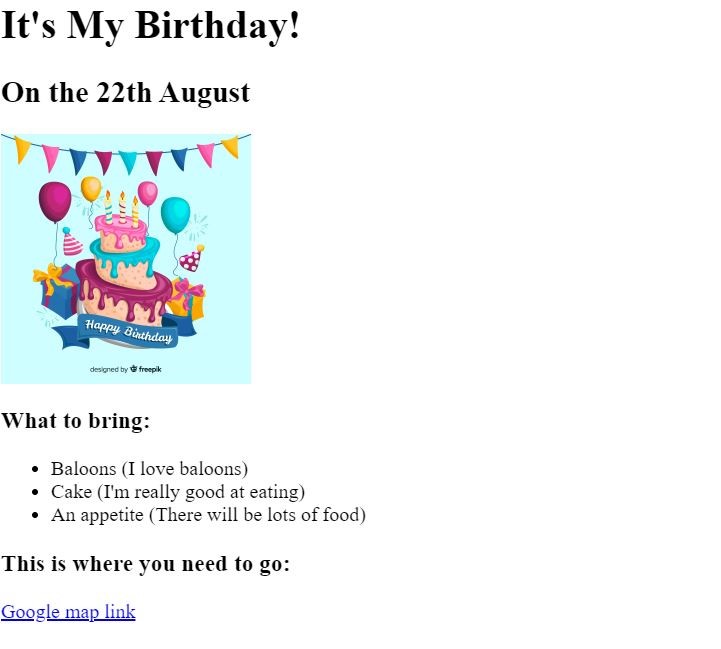 It's My Birthday!
On the 22th August
Happy Birthday
designed by freepik
What to bring:
Baloons (I love baloons)
Cake (I'm really good at eating)
An appetite (There will be lots of food)
This is where you need to go:
Google map link